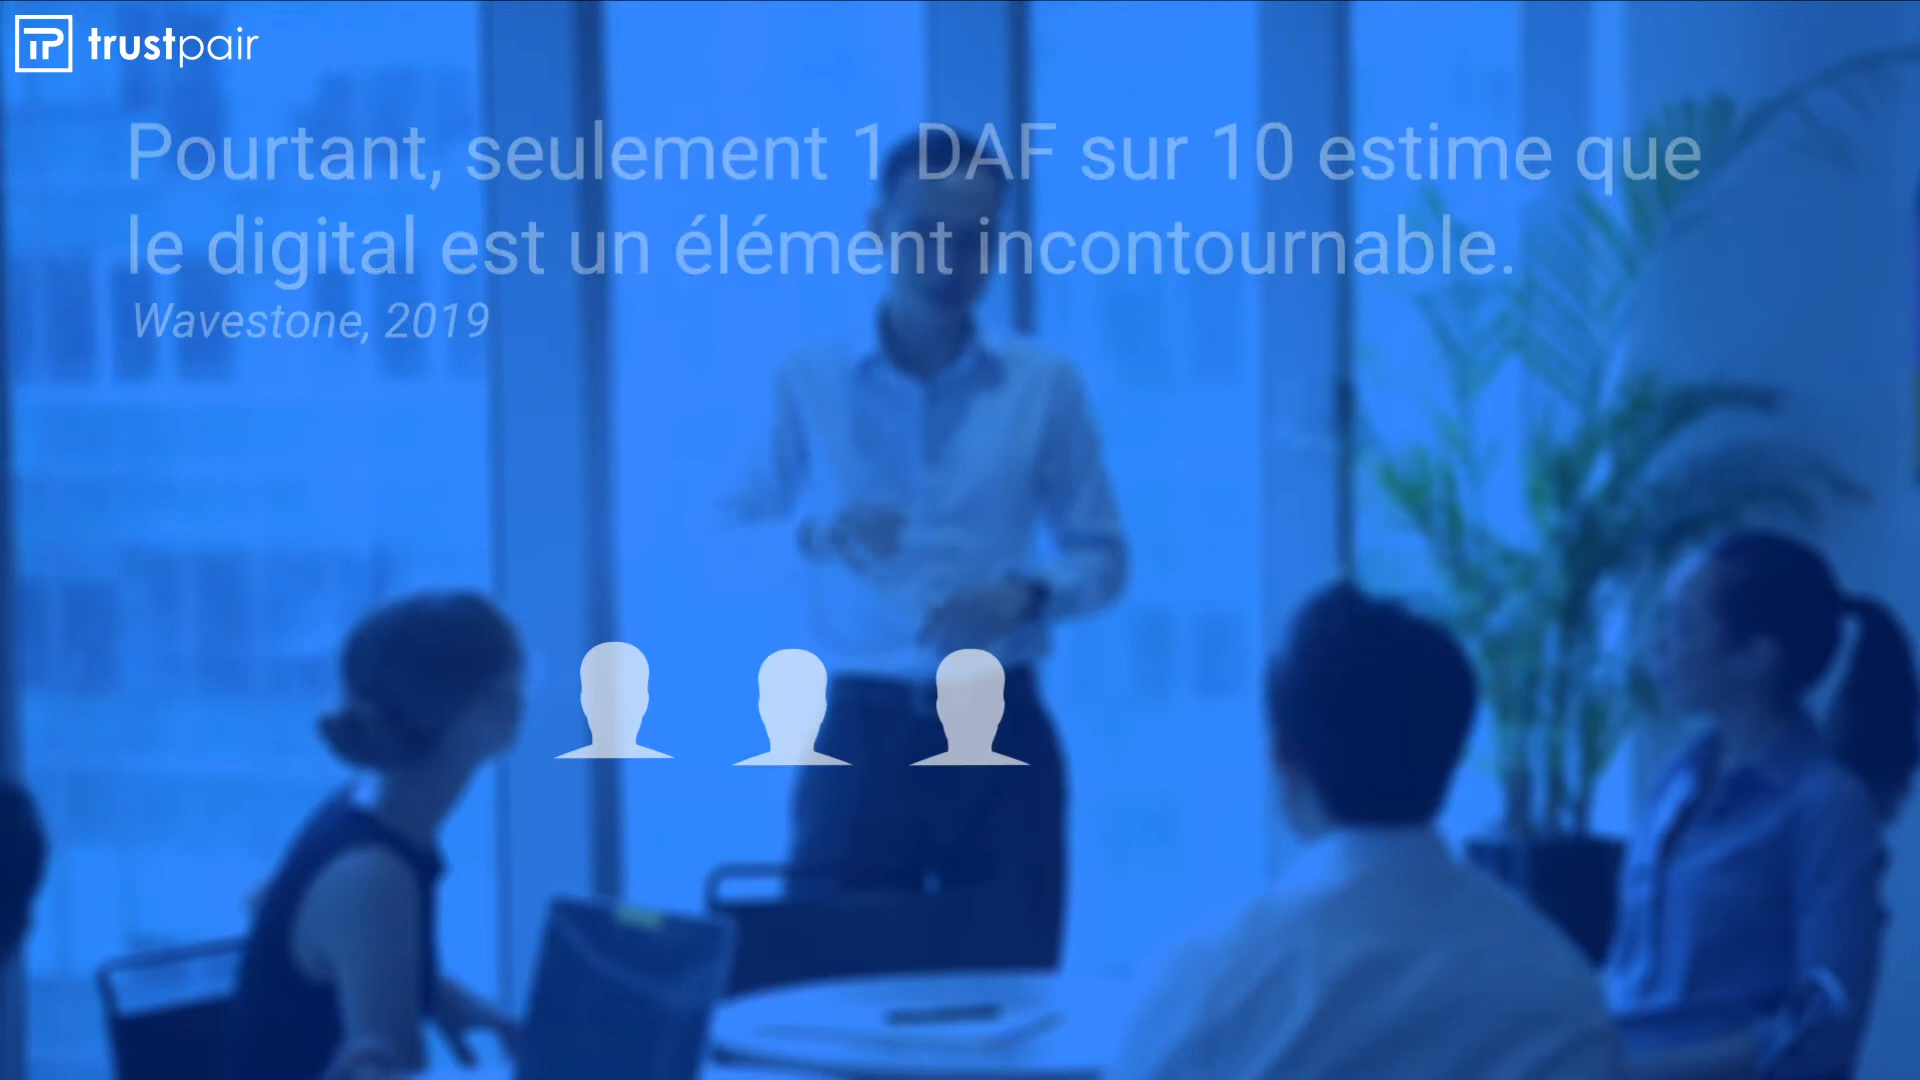 trustpair
Pourtant, seulement 1 DAF sur 10 estime que
le digital est un élément incontournable.
Wavestone, 2019